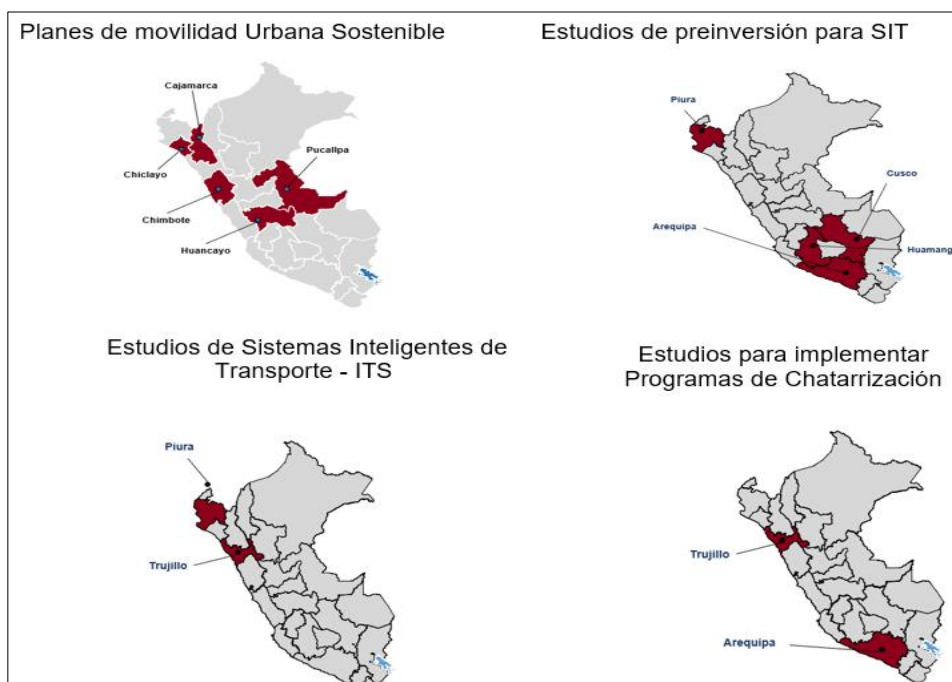 Planes de movilidad Urbana Sostenible
Cajamarca
Chiclayo
Pucallpa
Chimbote
Huancayo
Estudios de preinversión para SIT
Piura
Cusco
Arequipa
Huamang
Estudios de Sistemas Inteligentes de
Transporte - ITS
Piura
Trujillo
Estudios para implementar
Programas de Chatarrización
Trujillo
Arequipa